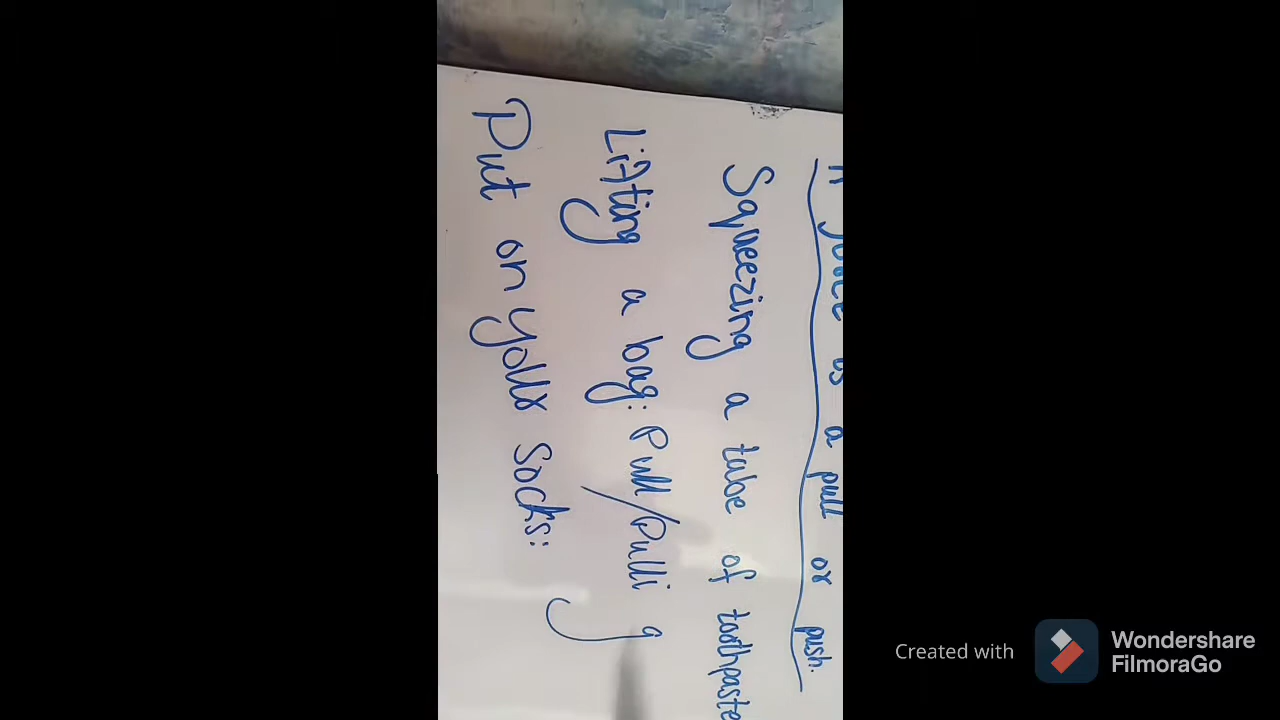 A force is a pull or push.
Squeezing a tube of toothpaste
Lifting a bag: Pull/Pulli g
Put on your socks:
Created with Wondershare FilmoraGo